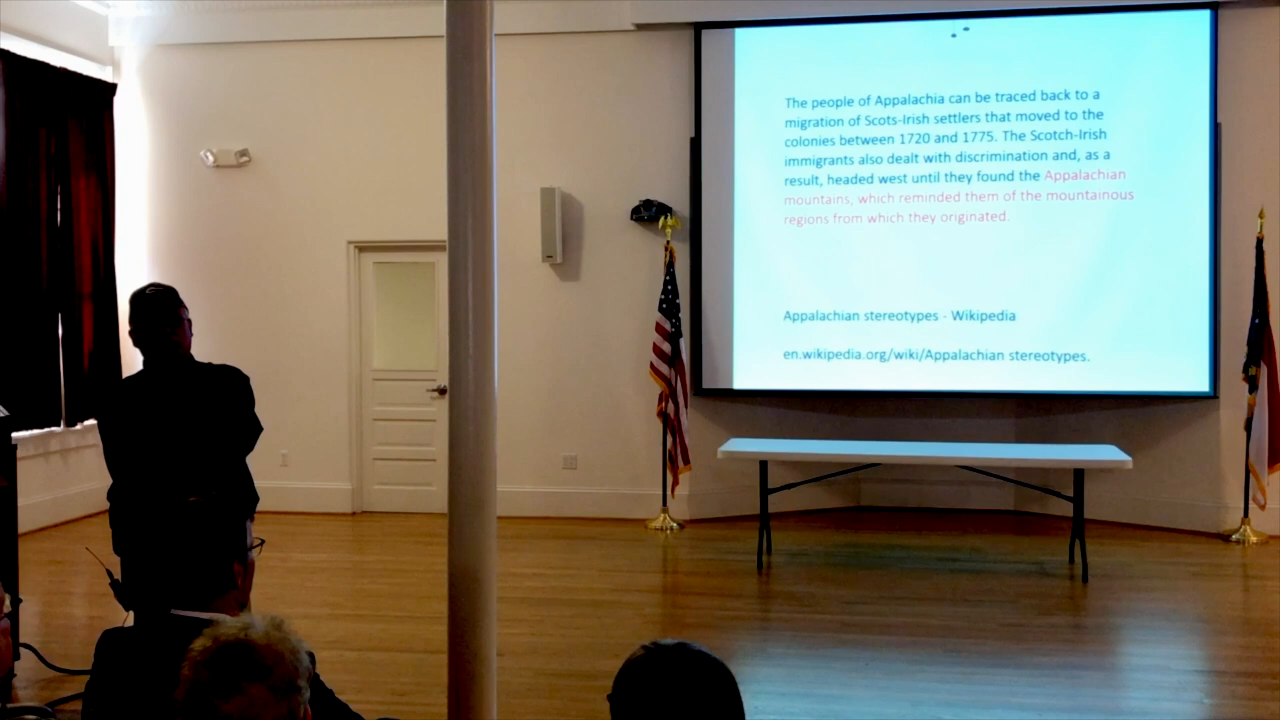 The people of Appalachia can be traced back to a
migration of Scots-Irish settlers that moved to the
colonies between 1720 and 1775. The Scotch-Irish
immigrants also dealt with discrimination and, as a
result, headed west until they found the Appalachian
mountains, which reminded them of the mountainous
regions from which they originated.
Appalachian stereotypes - Wikipedia
en.wikipedia.org/wiki/Appalachian stereotypes.